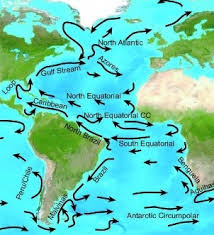 North Atlantic
Azores
Gulf Stream
Loop
North Equatorial
Caribbean
North Equatorial CC
North Brazil
South Equatorial
Benguela
Brazil
Peru/Chile
Agulhas
Malvinas
Antarctic Circumpolar